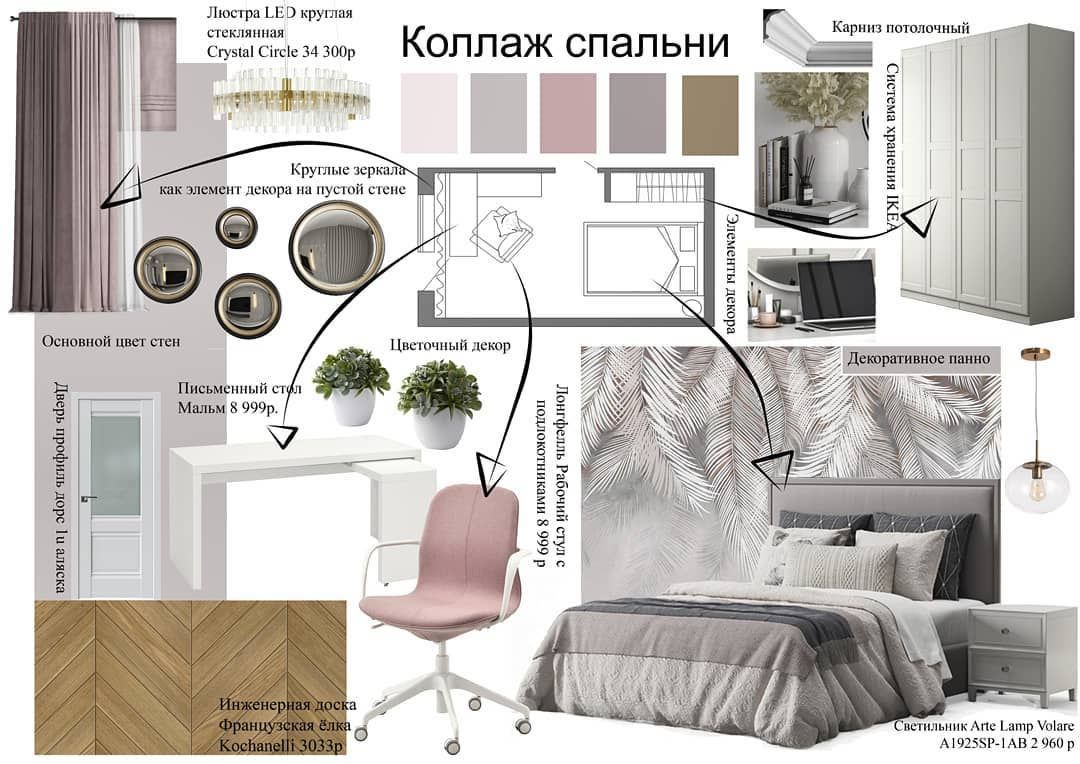 Люстра LED круглая
стеклянная
Crystal Circle 34 300р
Коллаж спальни
Карниз потолочный
Система хранения IKEA
Круглые зеркала
как элемент декора на пустой стене
Элементы декора
Основной цвет стен
Цветочный декор
Декоративное панно
Дверь профиль дорс 1u аляска
Письменный стол
Мальм 8 999р.
Лонгфелль Рабочий стул с
подлокотниками 8 999 р
Инженерная доска
Французская ёлка
Kochanelli 3033р
Светильник Arte Lamp Volare
A1925SP-1AB 2 960 р